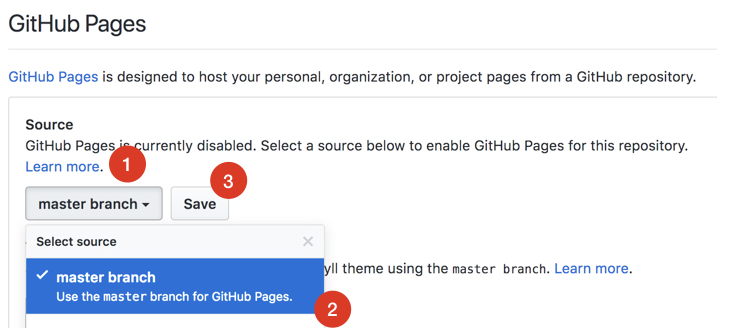 GitHub Pages
GitHub Pages is designed to host your personal, organization, or project pages from a GitHub repository.
Source
GitHub Pages is currently disabled. Select a source below to enable GitHub Pages for this repository.
Learn more.
1
3
master branch
Save
Select source
master branch
yll theme using the master branch. Learn more.
Use the master branch for GitHub Pages.
2